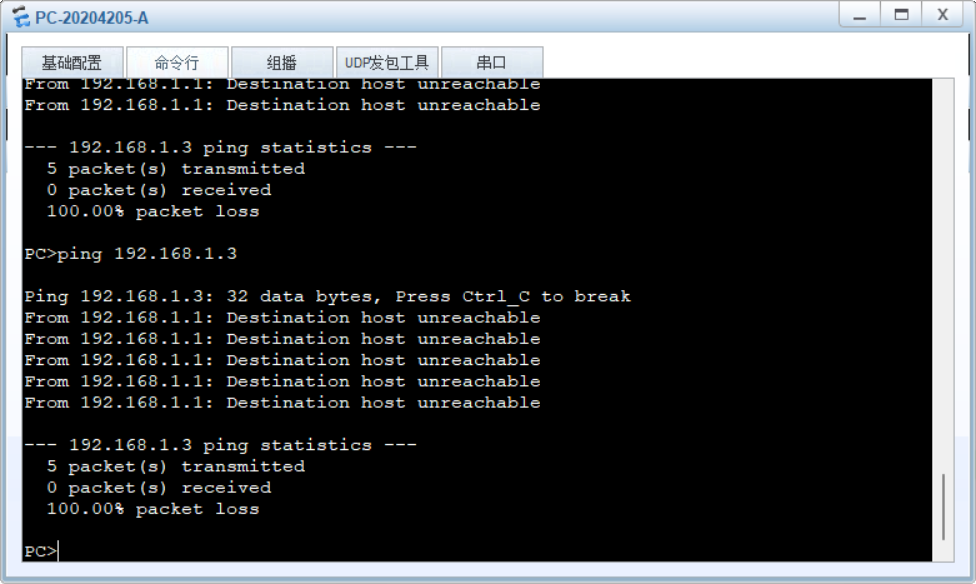 PC-20204205-A
基础配置 命令行 组播 UDP发包工具 串口
From 192.168.1.1: Destination host unreachable
From 192.168.1.1: Destination host unreachable
--- 192.168.1.3 ping statistics ---
5 packet(s) transmitted
0 packet(s) received
100.00% packet loss
PC>ping 192.168.1.3
Ping 192.168.1.3: 32 data bytes, Press Ctrl_C to break
From 192.168.1.1: Destination host unreachable
From 192.168.1.1: Destination host unreachable
From 192.168.1.1: Destination host unreachable
From 192.168.1.1: Destination host unreachable
From 192.168.1.1: Destination host unreachable
--- 192.168.1.3 ping statistics ---
5 packet(s) transmitted
0 packet(s) received
100.00% packet loss
PC>